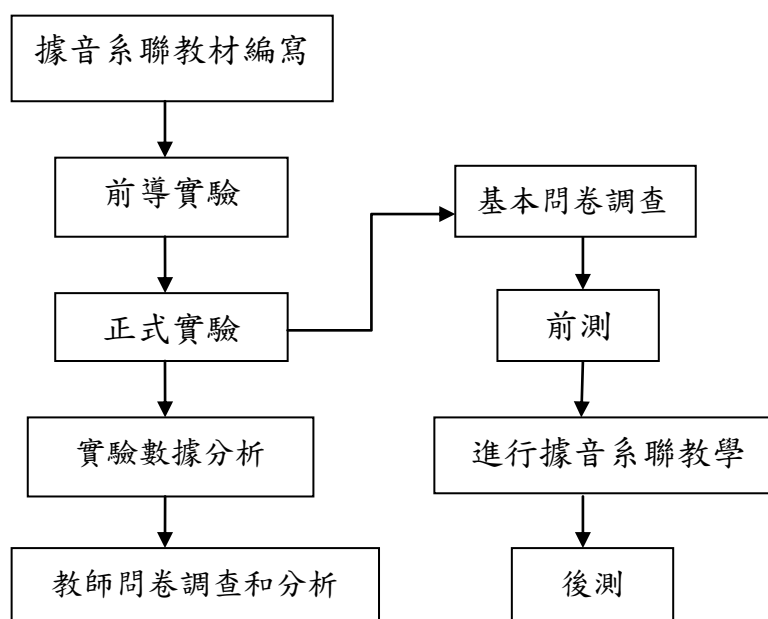 據音系聯教材編寫
前導實驗
正式實驗
實驗數據分析
教師問卷調查和分析
基本問卷調查
前測
進行據音系聯教學
後測